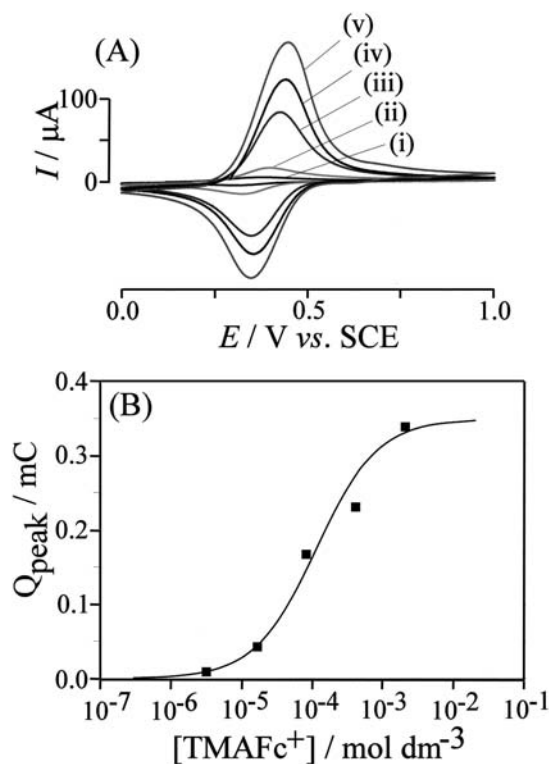 (A)
(v)
(iv)
(iii)
(ii)
(i)
100
0
I / μA
0.0 0.5 1.0
E / V vs. SCE
(B)
0.4
0.3
0.2
0.1
0.0
Qpeak / mC
10-7 10-6 10-5 10-4 10-3 10-2 10-1
[TMAFc+] / mol dm-3